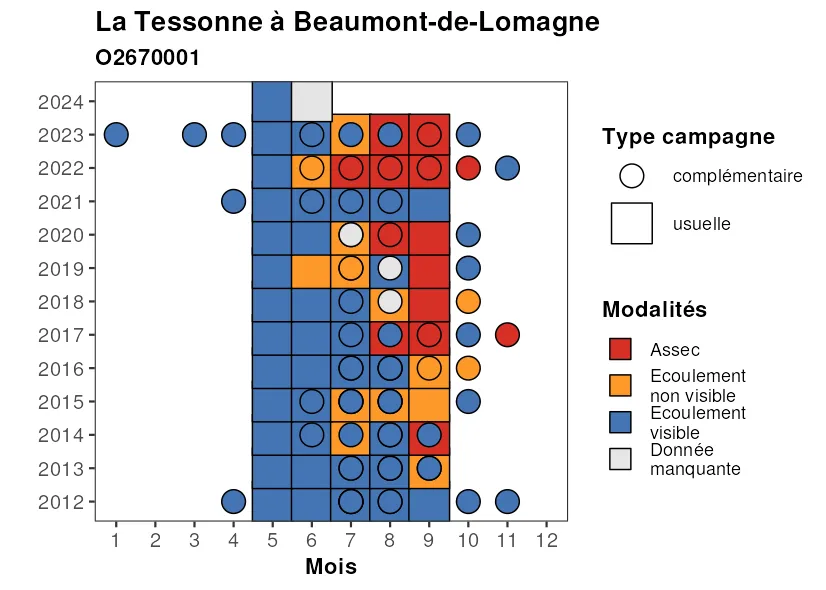 La Tessonne à Beaumont-de-Lomagne
O2670001
2024
2023
2022
2021
2020
2019
2018
2017
2016
2015
2014
2013
2012
1 2 3 4 5 6 7 8 9 10 11 12
Mois
Type campagne
complémentaire
usuelle
Modalités
Assec
Ecoulement
non visible
Ecoulement
visible
Donnée
manquante